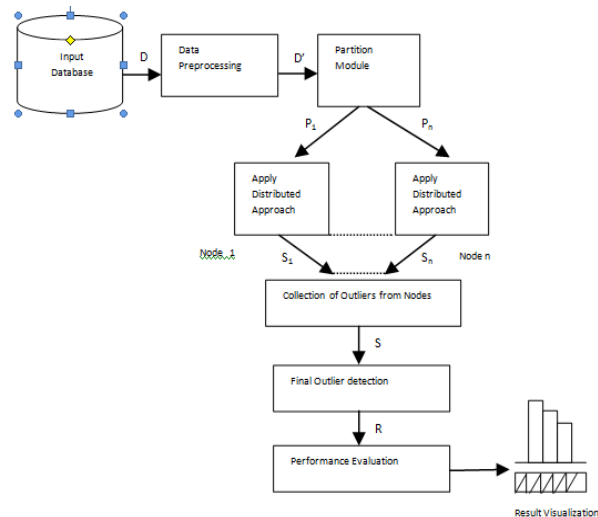 Input
Database
D
Data
Preprocessing
D'
Partition
Module
P1
Pn
Apply
Distributed
Approach
Apply
Distributed
Approach
Node 1
S1
Sn
Node n
Collection of Outliers from Nodes
S
Final Outlier detection
R
Performance Evaluation
Result Visualization